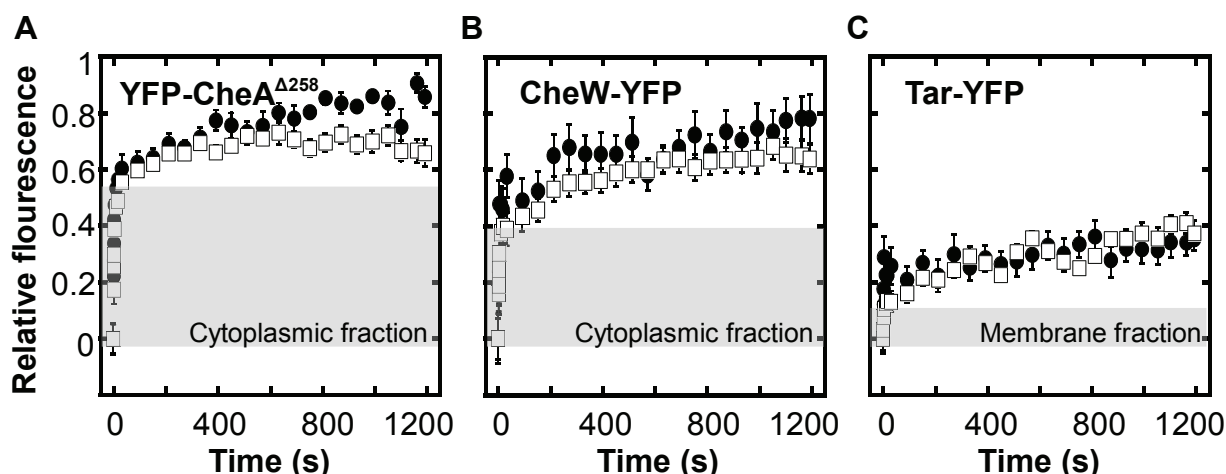 A
B
C
YFP-CheAΔ258
CheW-YFP
Tar-YFP
Relative flourescence
1
0.8
0.6
0.4
0.2
0
Cytoplasmic fraction
Cytoplasmic fraction
Membrane fraction
0 400 800 1200
0 400 800 1200
0 400 800 1200
Time (s)
Time (s)
Time (s)